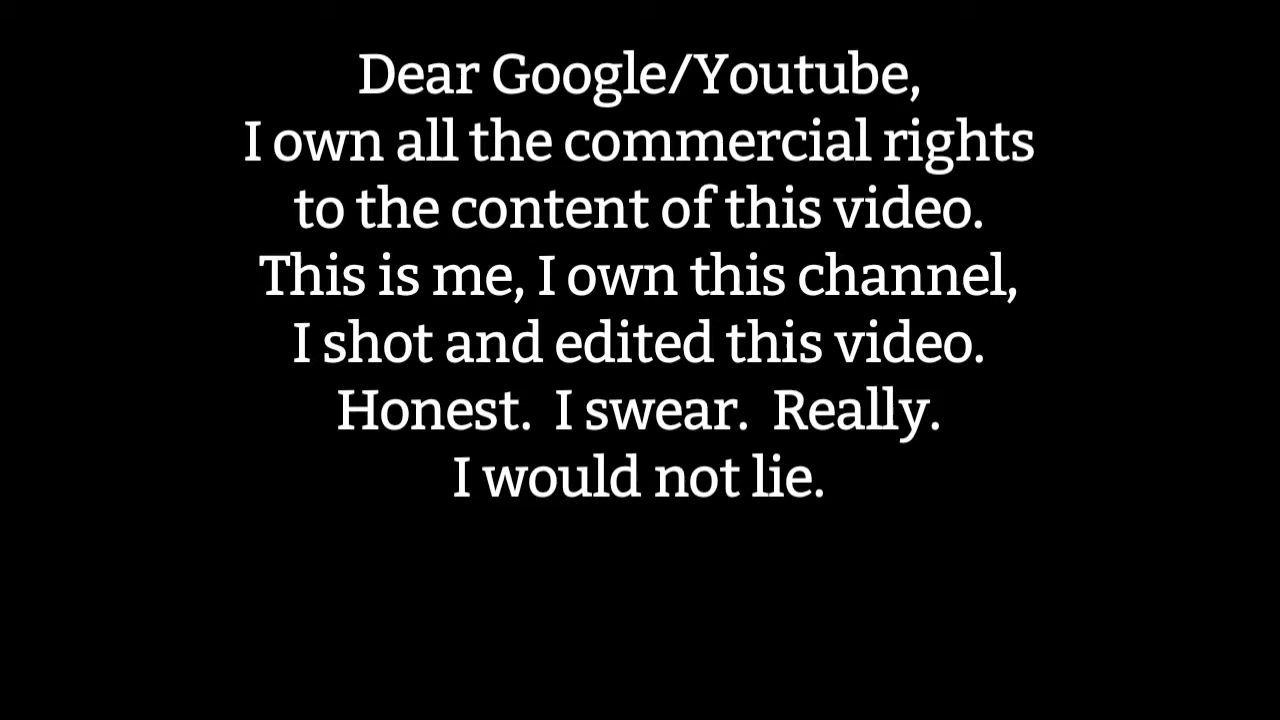 Dear Google/Youtube,
I own all the commercial rights
to the content of this video.
This is me, I own this channel,
I shot and edited this video.
Honest.  I swear.  Really.
I would not lie.